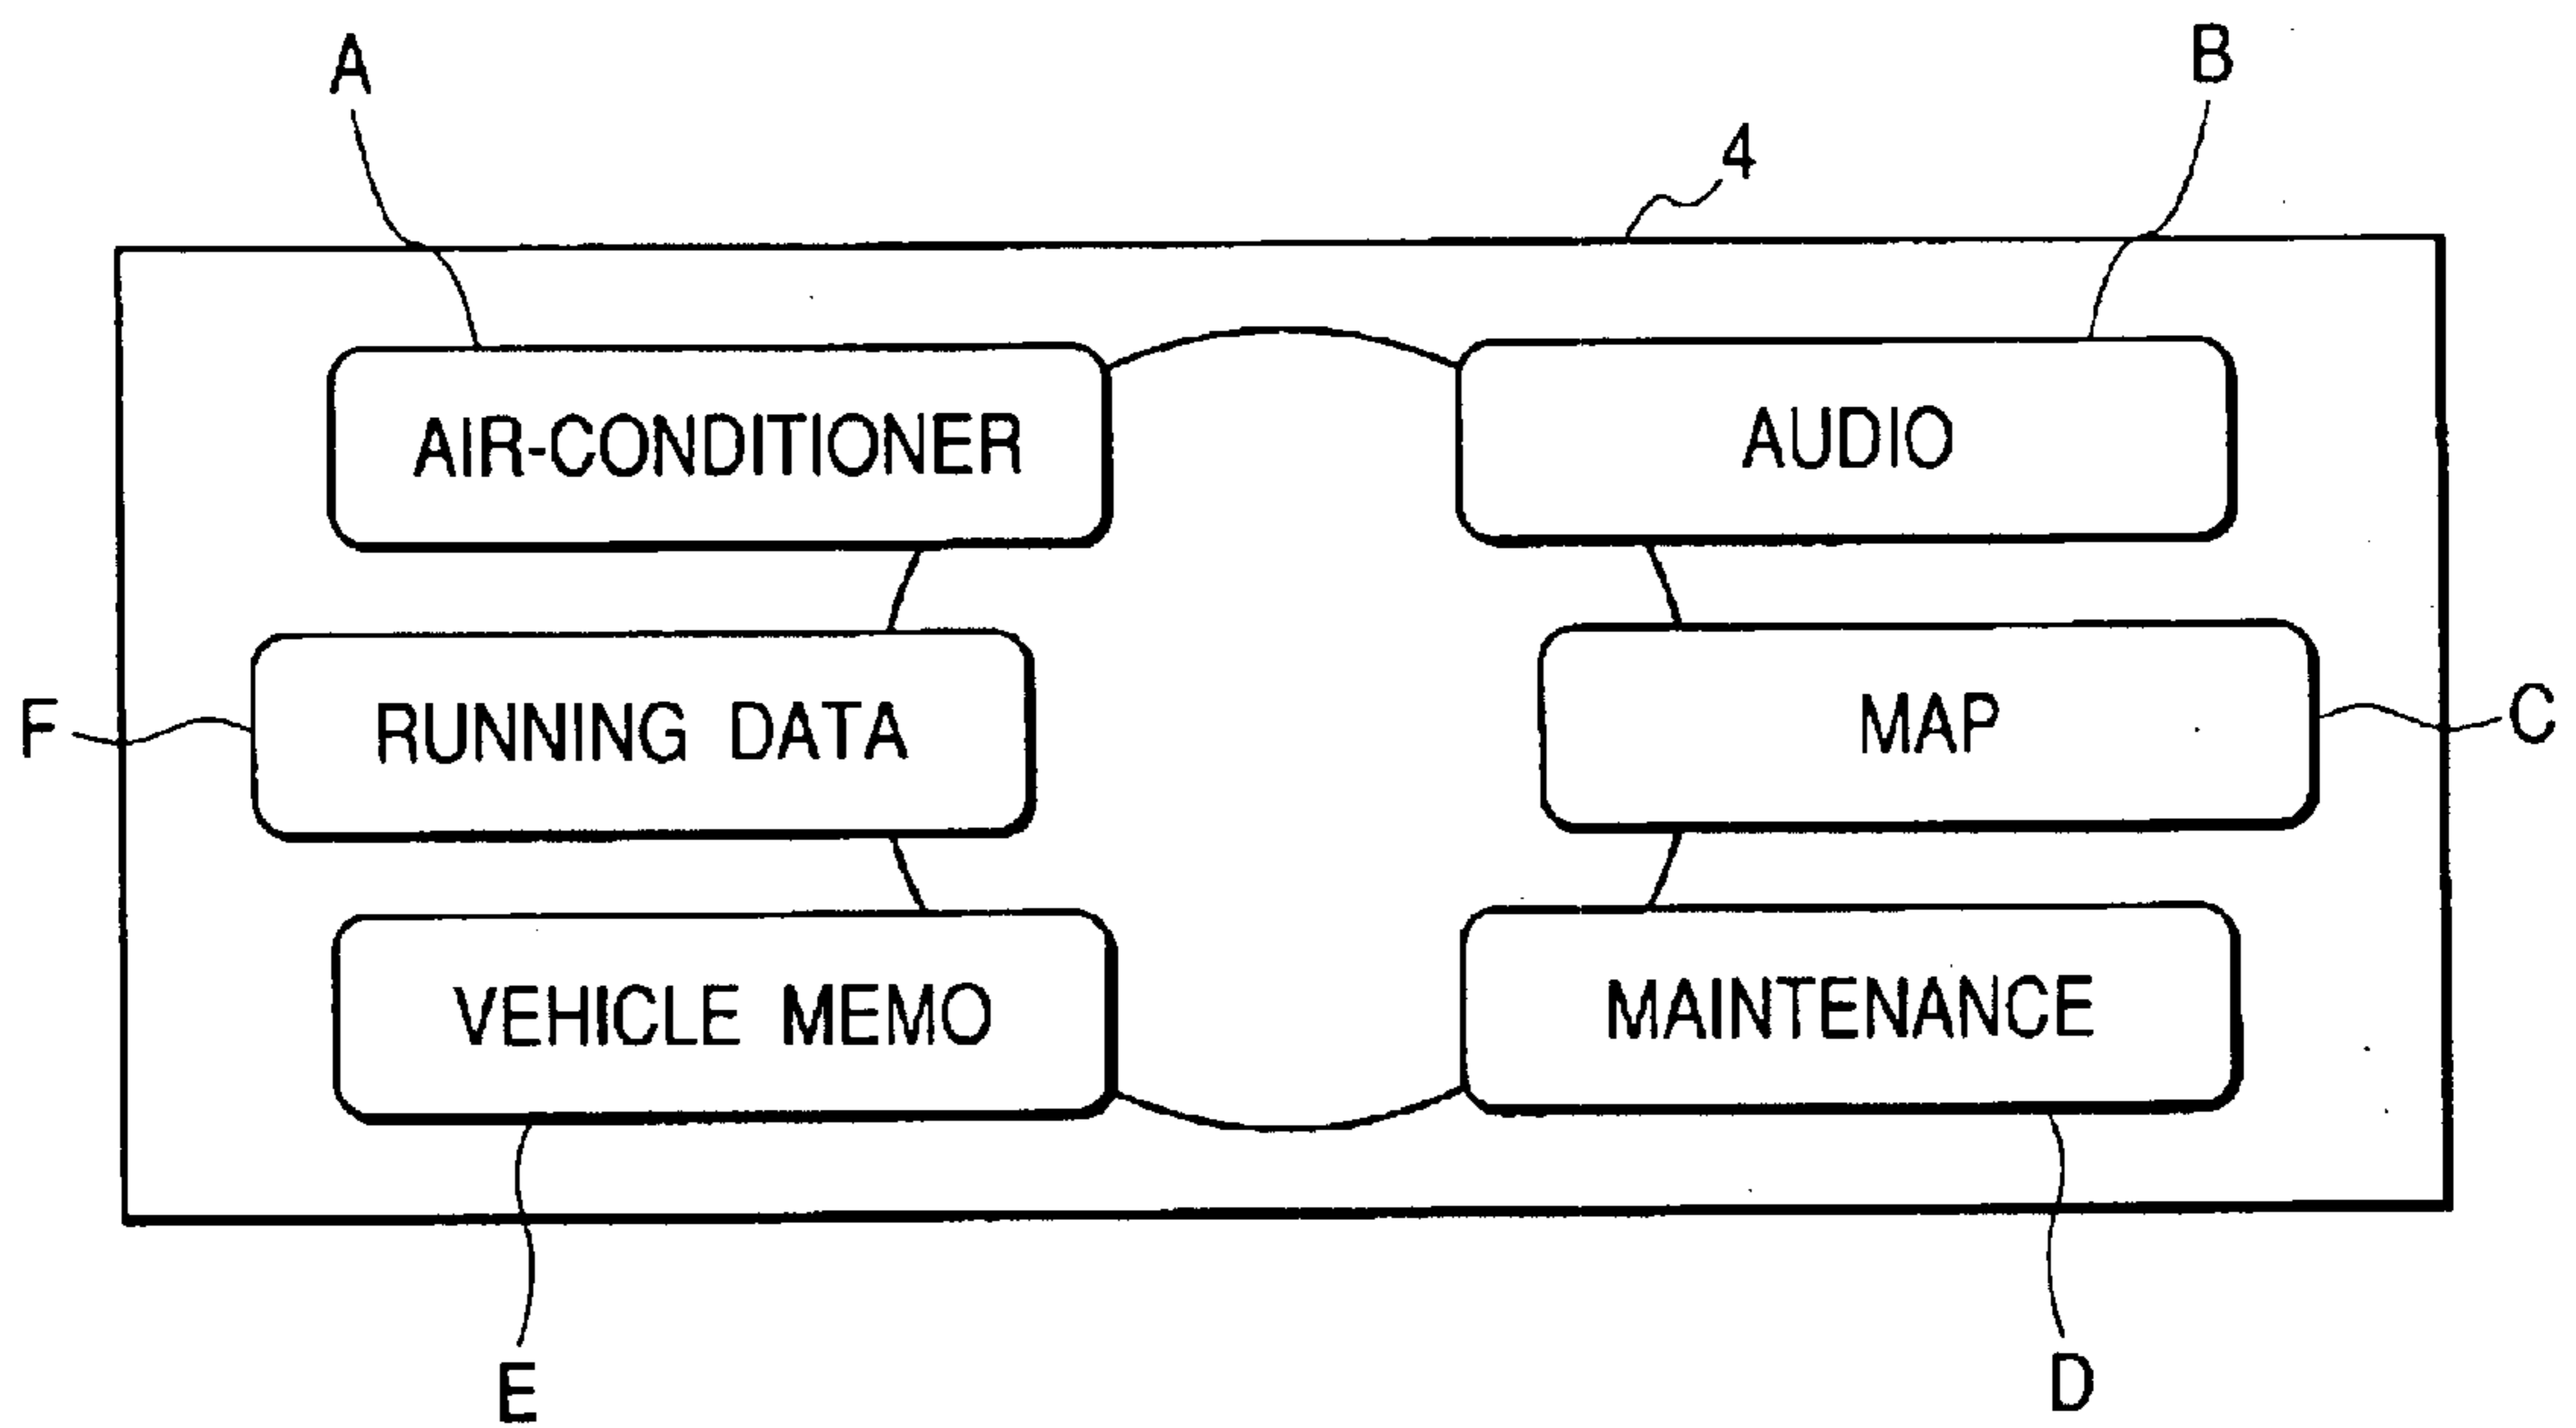 A
B
4
AIR-CONDITIONER
AUDIO
F
RUNNING DATA
MAP
C
VEHICLE MEMO
MAINTENANCE
E
D